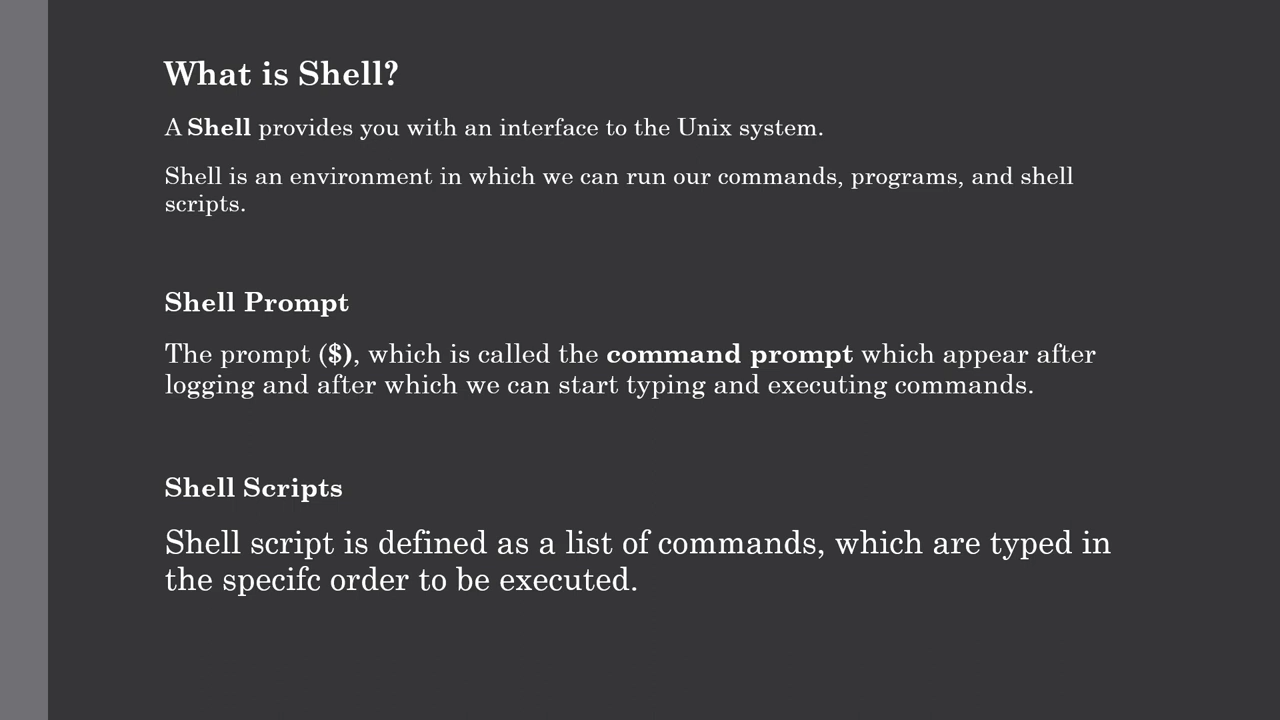 What is Shell?
A Shell provides you with an interface to the Unix system.
Shell is an environment in which we can run our commands, programs, and shell
scripts.
Shell Prompt
The prompt ($), which is called the command prompt which appear after
logging and after which we can start typing and executing commands.
Shell Scripts
Shell script is defined as a list of commands, which are typed in
the specifc order to be executed.